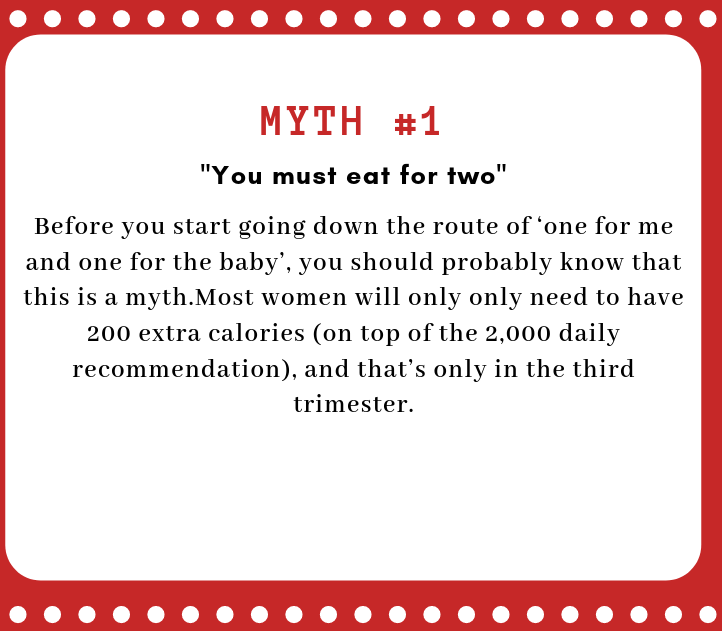 MYTH #1
"You must eat for two"
Before you start going down the route of ‘one for me
and one for the baby’, you should probably know that
this is a myth.Most women will only only need to have
200 extra calories (on top of the 2,000 daily
recommendation), and that’s only in the third
trimester.